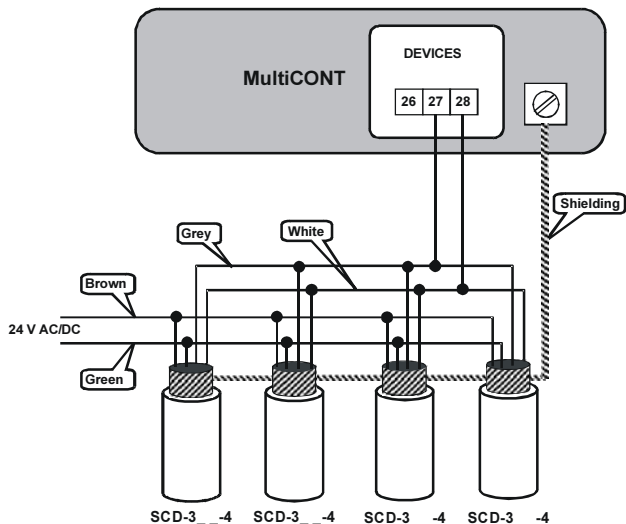 DEVICES
MultiCONT
26 27 28
Shielding
Grey
White
Brown
24 V AC/DC
Green
SCD-3_ _-4 SCD-3_ _-4 SCD-3 -4 SCD-3 -4